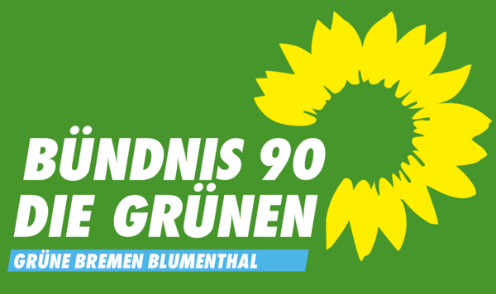 BÜNDNIS 90
DIE GRÜNEN
GRÜNE BREMEN BLUMENTHAL